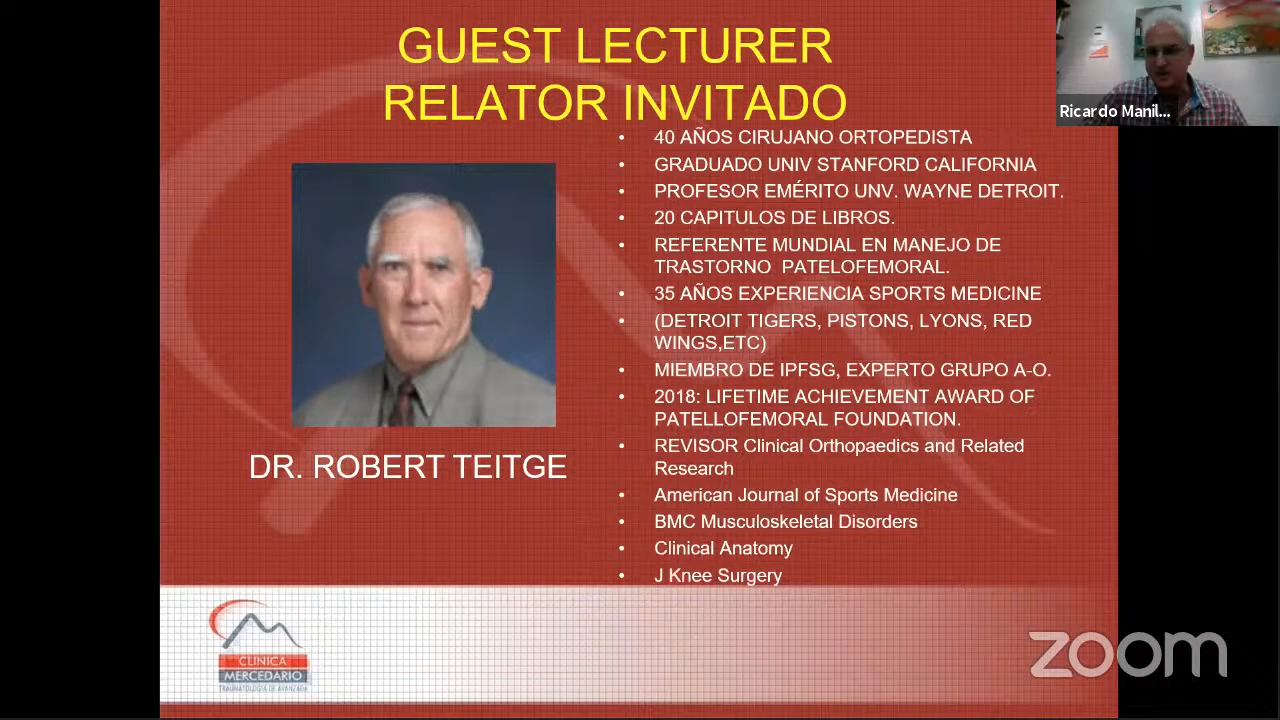 GUEST LECTURER
RELATOR INVITADO
Ricardo Manil...
• 40 AÑOS CIRUJANO ORTOPEDISTA
• GRADUADO UNIV STANFORD CALIFORNIA
• PROFESOR EMÉRITO UNV. WAYNE DETROIT.
• 20 CAPITULOS DE LIBROS.
• REFERENTE MUNDIAL EN MANEJO DE
TRASTORNO PATELOFEMORAL.
• 35 AÑOS EXPERIENCIA SPORTS MEDICINE
• (DETROIT TIGERS, PISTONS, LYONS, RED
WINGS,ETC)
• MIEMBRO DE IPFSG, EXPERTO GRUPO A-O.
• 2018: LIFETIME ACHIEVEMENT AWARD OF
PATELLOFEMORAL FOUNDATION.
• REVISOR Clinical Orthopaedics and Related
Research
• American Journal of Sports Medicine
• BMC Musculoskeletal Disorders
• Clinical Anatomy
• J Knee Surgery
DR. ROBERT TEITGE
CLINICA
MERCEDARIO
TRAUMATOLOGIA DE AVANZADA
zoom